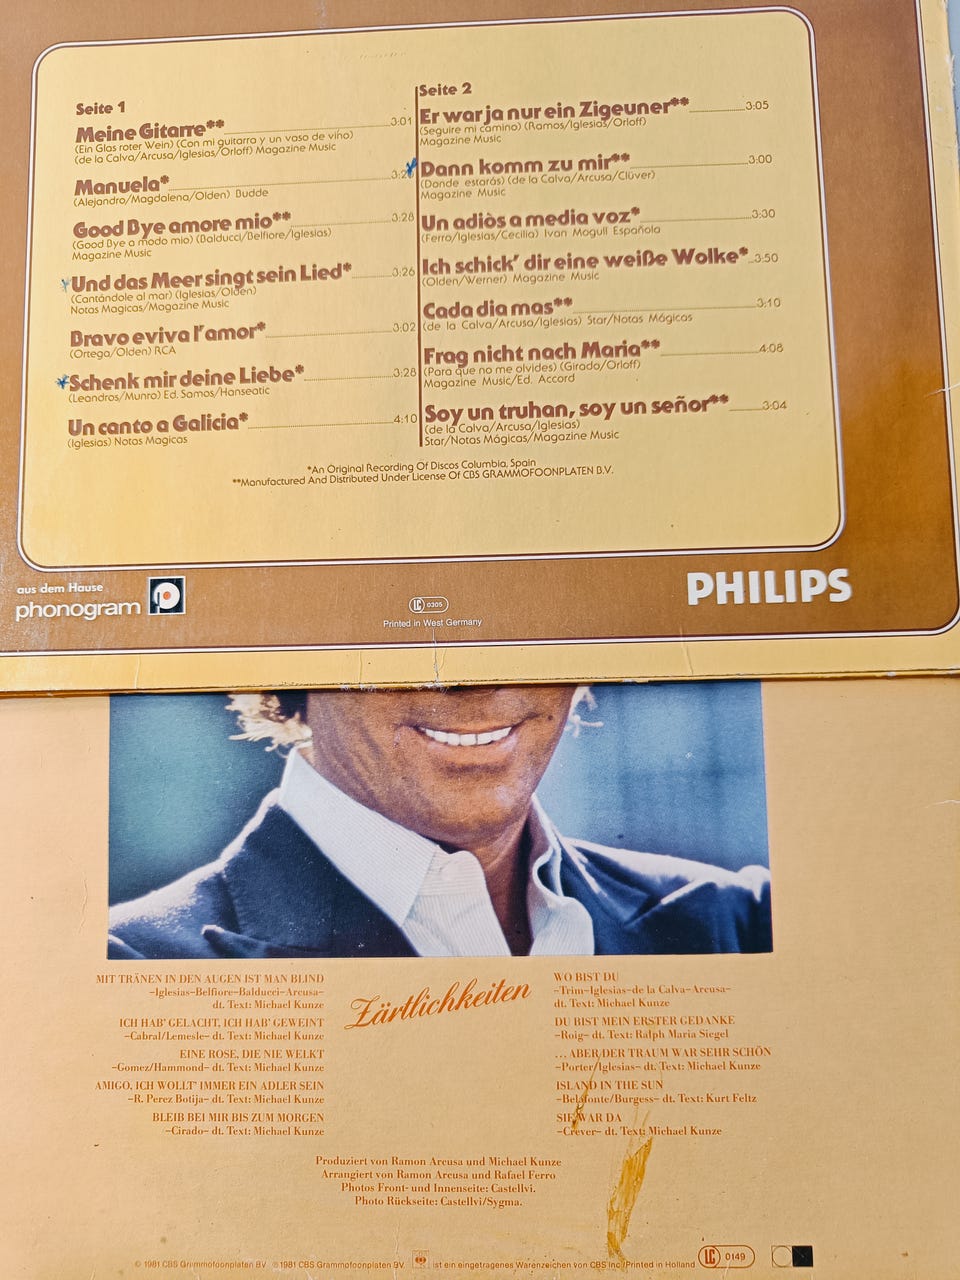 Seite 1
Meine Gitarre** 3:01
(Ein Glas roter Wein) (Con mi guitarra y un vaso de vino)
(de la Calva/Arcusa/Iglesias/Orloff) Magazine Music
Manuela*
(Alejandro/Magdalena/Olden) Budde
Good Bye amore mio** 3:28
(Good Bye a modo mio) (Balducci/Belfiore/Iglesias)
Magazine Music
Und das Meer singt sein Lied* 3:26
(Cantándole al mar) (Iglesias/Olden)
Notas Magicas/Magazine Music
Bravo eviva l'amor* 3:02
(Ortega/Olden) RCA
Schenk mir deine Liebe* 3:28
(Leandros/Munro) Ed. Samos/Hanseatic
Un canto a Galicia* 4:10
(Iglesias) Notas Magicas
Seite 2
Er war ja nur ein Zigeuner** 3:05
(Seguire mi camino) (Ramos/Iglesias/Orloff)
Magazine Music
Dann komm zu mir** 3:00
(Donde estarás) (de la Calva/Arcusa/Clüver)
Magazine Music
Un adiòs a media voz* 3:30
(Ferro/Iglesias/Cecilia) Ivan Mogull Española
Ich schick' dir eine weiße Wolke* 3:50
(Olden/Werner) Magazine Music
Cada dia mas** 3:10
(de la Calva/Arcusa/Iglesias) Star/Notas Mágicas
Frag nicht nach Maria** 4:08
(Para que no me olvides) (Girado/Orloff)
Magazine Music/Ed. Accord
Soy un truhan, soy un señor** 3:04
(de la Calva/Arcusa/Iglesias)
Star/Notas Mágicas/Magazine Music
*An Original Recording Of Discos Columbia, Spain
**Manufactured And Distributed Under License Of CBS GRAMMOFOONPLATEN B.V.
aus dem Hause
phonogram
LC 0305
Printed in West Germany
PHILIPS
MIT TRÄNEN IN DEN AUGEN IST MAN BLIND
–Iglesias–Belfiore–Balducci–Arcusa–
dt. Text: Michael Kunze
ICH HAB' GELACHT, ICH HAB' GEWEINT
–Cabral/Lemesle– dt. Text: Michael Kunze
EINE ROSE, DIE NIE WELKT
–Gomez/Hammond– dt. Text: Michael Kunze
AMIGO, ICH WOLLT' IMMER EIN ADLER SEIN
–R. Perez Botija– dt. Text: Michael Kunze
BLEIB BEI MIR BIS ZUM MORGEN
–Cirado– dt. Text: Michael Kunze
Zärtlichkeiten
WO BIST DU
–Trim–Iglesias–de la Calva–Arcusa–
dt. Text: Michael Kunze
DU BIST MEIN ERSTER GEDANKE
–Roig– dt. Text: Ralph Maria Siegel
... ABER DER TRAUM WAR SEHR SCHÖN
–Porter/Iglesias– dt. Text: Michael Kunze
ISLAND IN THE SUN
–Belafonte/Burgess– dt. Text: Kurt Feltz
SIE WAR DA
–Crever– dt. Text: Michael Kunze
Produziert von Ramon Arcusa und Michael Kunze
Arrangiert von Ramon Arcusa und Rafael Ferro
Photos Front- und Innenseite: Castellvi.
Photo Rückseite: Castellvi/Sygma.
© 1981 CBS Grammofoonplaten BV ℗ 1981 CBS Grammofoonplaten BV. CBS ist ein eingetragenes Warenzeichen von CBS Inc./Printed in Holland
LC 0149